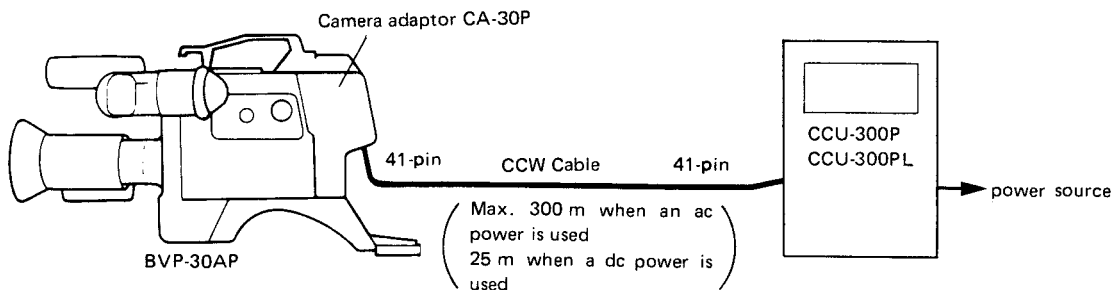 Camera adaptor CA-30P
41-pin
CCW Cable
41-pin
CCU-300P
CCU-300PL
power source
Max. 300 m when an ac
power is used
25 m when a dc power is
used
BVP-30AP